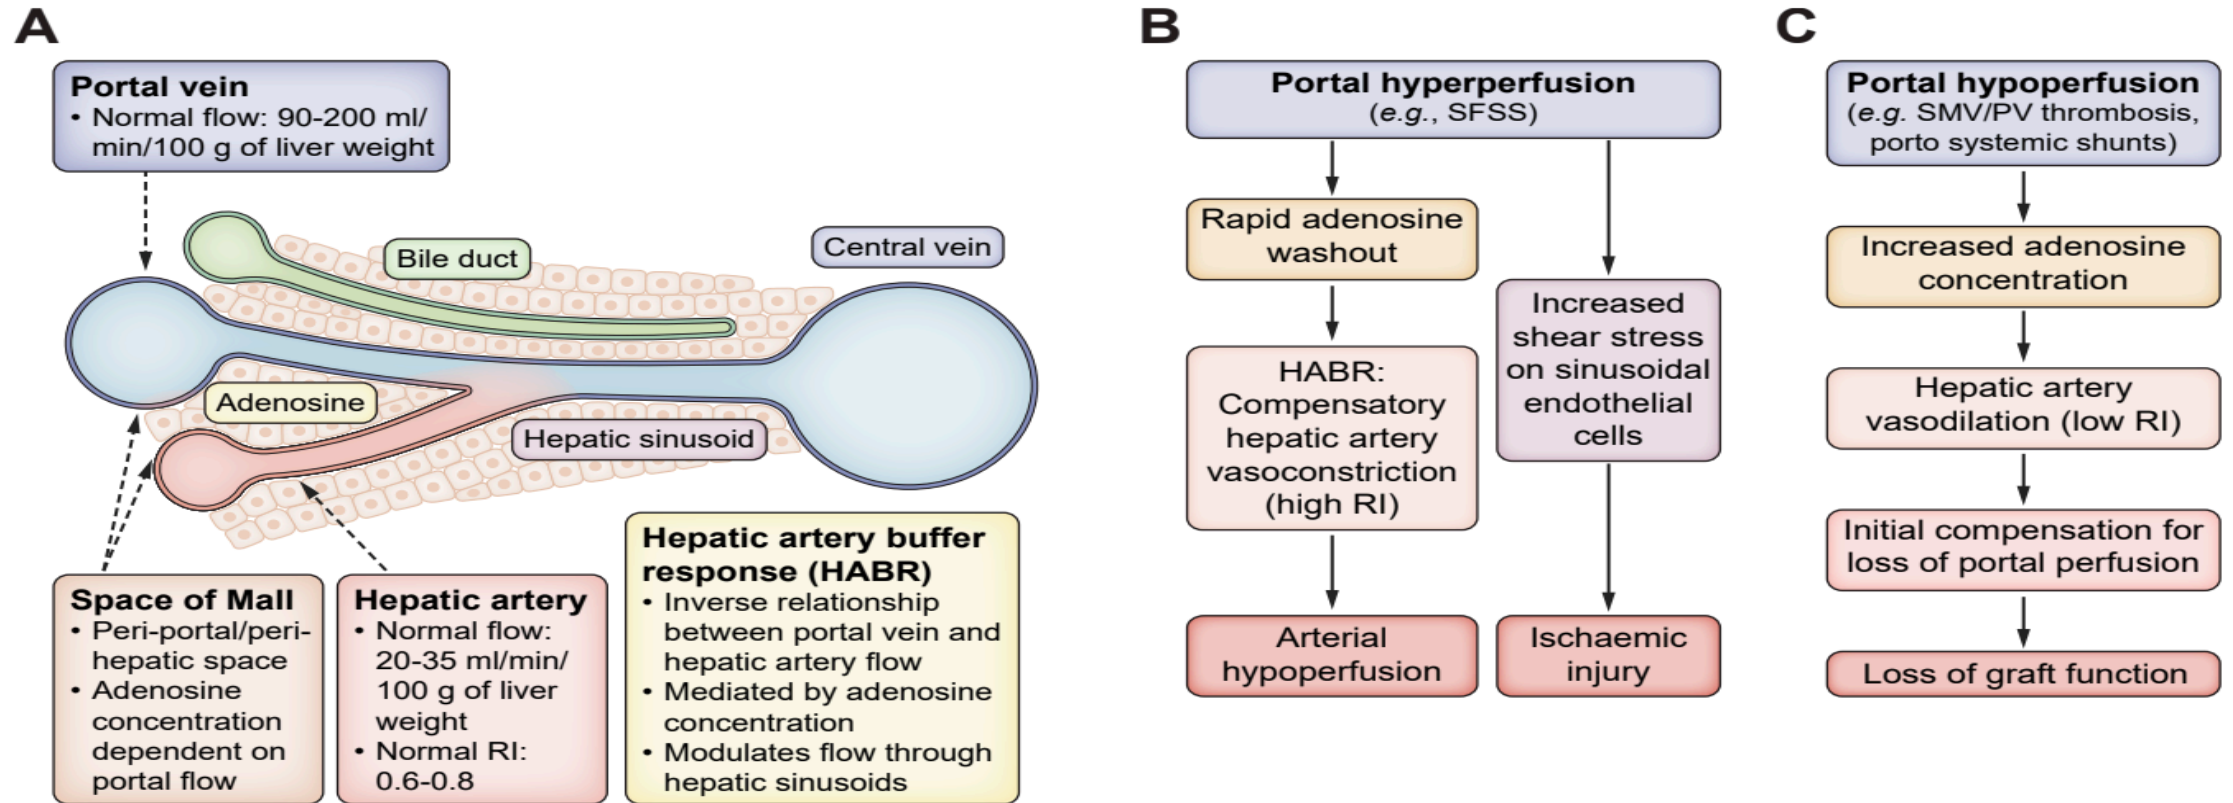 A
Portal vein
• Normal flow: 90-200 ml/
min/100 g of liver weight
Bile duct
Central vein
Adenosine
Hepatic sinusoid
Space of Mall
• Peri-portal/peri-
hepatic space
• Adenosine
concentration
dependent on
portal flow
Hepatic artery
• Normal flow:
20-35 ml/min/
100 g of liver
weight
• Normal RI:
0.6-0.8
Hepatic artery buffer
response (HABR)
• Inverse relationship
between portal vein and
hepatic artery flow
• Mediated by adenosine
concentration
• Modulates flow through
hepatic sinusoids
B
Portal hyperperfusion
(e.g., SFSS)
Rapid adenosine
washout
HABR:
Compensatory
hepatic artery
vasoconstriction
(high RI)
Arterial
hypoperfusion
Increased
shear stress
on sinusoidal
endothelial
cells
Ischaemic
injury
C
Portal hypoperfusion
(e.g. SMV/PV thrombosis,
porto systemic shunts)
Increased adenosine
concentration
Hepatic artery
vasodilation (low RI)
Initial compensation for
loss of portal perfusion
Loss of graft function